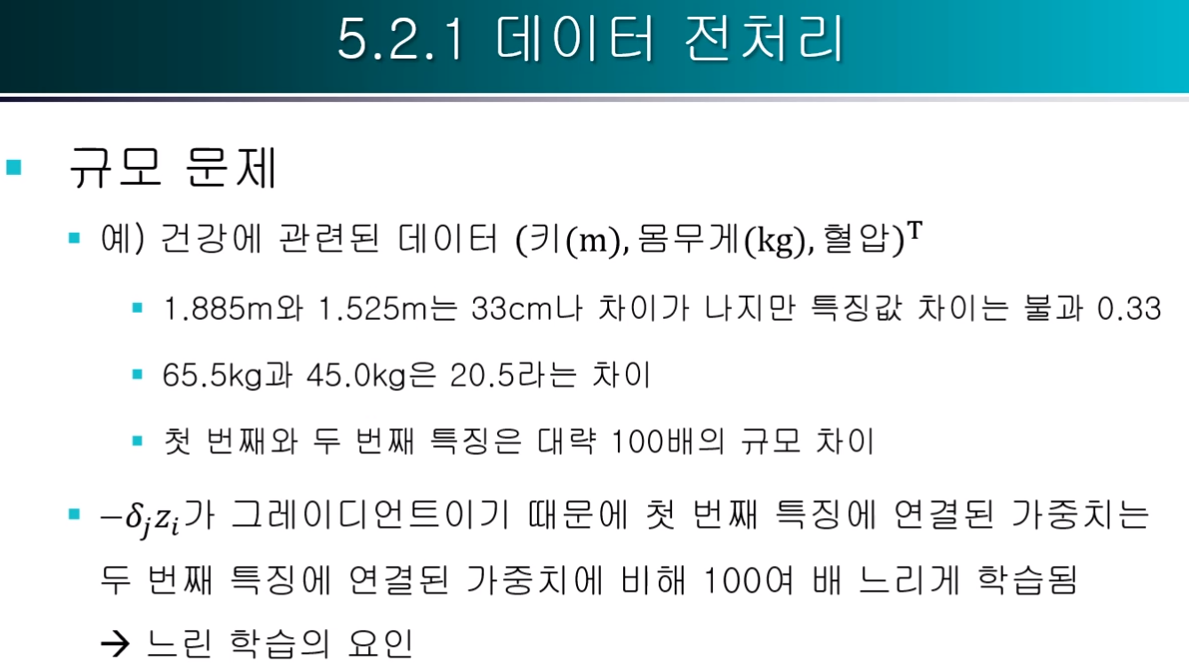 5.2.1 데이터 전처리
규모 문제
예) 건강에 관련된 데이터 (키(m), 몸무게(kg), 혈압)ᵀ
1.885m와 1.525m는 33cm나 차이가 나지만 특징값 차이는 불과 0.33
65.5kg과 45.0kg은 20.5라는 차이
첫 번째와 두 번째 특징은 대략 100배의 규모 차이
−δⱼzᵢ가 그레이디언트이기 때문에 첫 번째 특징에 연결된 가중치는
두 번째 특징에 연결된 가중치에 비해 100여 배 느리게 학습됨
→ 느린 학습의 요인